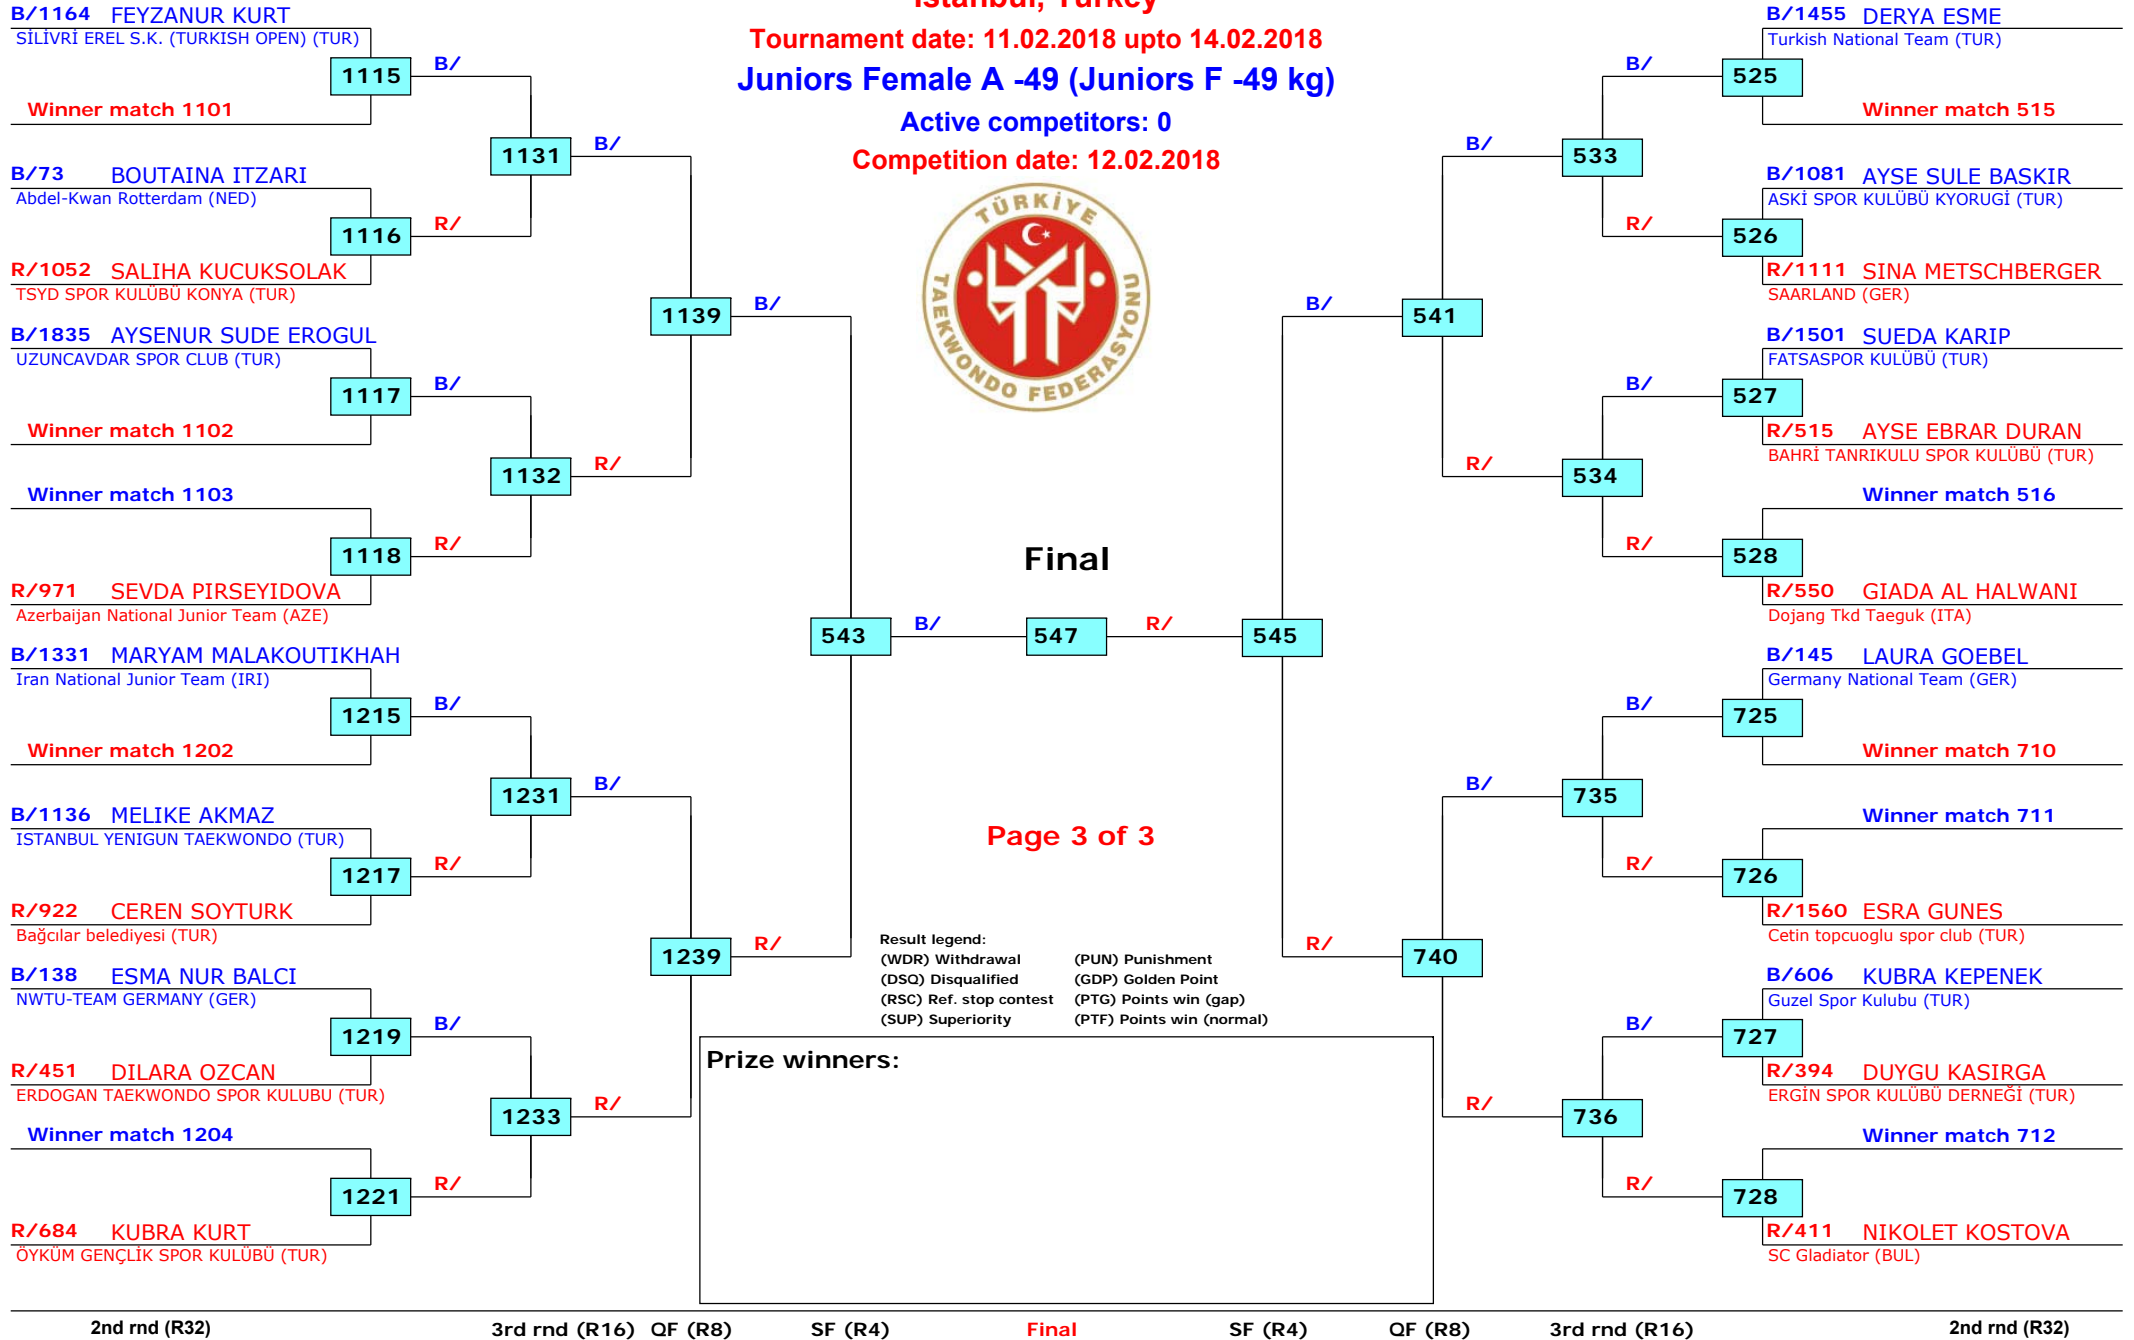 Istanbul, Turkey
Tournament date: 11.02.2018 upto 14.02.2018
Juniors Female A -49 (Juniors F -49 kg)
Active competitors: 0
Competition date: 12.02.2018
TÜRKİYE
TAEKWONDO FEDERASYONU
B/1164 FEYZANUR KURT
SİLİVRİ EREL S.K. (TURKISH OPEN) (TUR)
1115 B/
Winner match 1101
1131 B/
B/73 BOUTAINA ITZARI
Abdel-Kwan Rotterdam (NED)
1116 R/
R/1052 SALIHA KUCUKSOLAK
TSYD SPOR KULÜBÜ KONYA (TUR)
1139 B/
B/1835 AYSENUR SUDE EROGUL
UZUNCAVDAR SPOR CLUB (TUR)
1117 B/
Winner match 1102
1132 R/
Winner match 1103
1118 R/
R/971 SEVDA PIRSEYIDOVA
Azerbaijan National Junior Team (AZE)
543 B/
B/1331 MARYAM MALAKOUTIKHAH
Iran National Junior Team (IRI)
1215 B/
Winner match 1202
1231 B/
B/1136 MELIKE AKMAZ
ISTANBUL YENIGUN TAEKWONDO (TUR)
1217 R/
R/922 CEREN SOYTURK
Bağcılar belediyesi (TUR)
1239 R/
B/138 ESMA NUR BALCI
NWTU-TEAM GERMANY (GER)
1219 B/
R/451 DILARA OZCAN
ERDOGAN TAEKWONDO SPOR KULUBU (TUR)
1233 R/
Winner match 1204
1221 R/
R/684 KUBRA KURT
ÖYKÜM GENÇLİK SPOR KULÜBÜ (TUR)
Final
547
Page 3 of 3
Result legend:
(WDR) Withdrawal (PUN) Punishment
(DSQ) Disqualified (GDP) Golden Point
(RSC) Ref. stop contest (PTG) Points win (gap)
(SUP) Superiority (PTF) Points win (normal)
Prize winners:
B/1455 DERYA ESME
Turkish National Team (TUR)
B/ 525
Winner match 515
B/ 533
B/1081 AYSE SULE BASKIR
ASKİ SPOR KULÜBÜ KYORUGİ (TUR)
R/ 526
R/1111 SINA METSCHBERGER
SAARLAND (GER)
B/ 541
B/1501 SUEDA KARIP
FATSASPOR KULÜBÜ (TUR)
B/ 527
R/515 AYSE EBRAR DURAN
BAHRİ TANRIKULU SPOR KULÜBÜ (TUR)
R/ 534
Winner match 516
R/ 528
R/550 GIADA AL HALWANI
Dojang Tkd Taeguk (ITA)
R/ 545
B/145 LAURA GOEBEL
Germany National Team (GER)
B/ 725
Winner match 710
B/ 735
Winner match 711
R/ 726
R/1560 ESRA GUNES
Cetin topcuoglu spor club (TUR)
R/ 740
B/606 KUBRA KEPENEK
Guzel Spor Kulubu (TUR)
B/ 727
R/394 DUYGU KASIRGA
ERGİN SPOR KULÜBÜ DERNEĞİ (TUR)
R/ 736
Winner match 712
R/ 728
R/411 NIKOLET KOSTOVA
SC Gladiator (BUL)
2nd rnd (R32) 3rd rnd (R16) QF (R8) SF (R4) Final SF (R4) QF (R8) 3rd rnd (R16) 2nd rnd (R32)